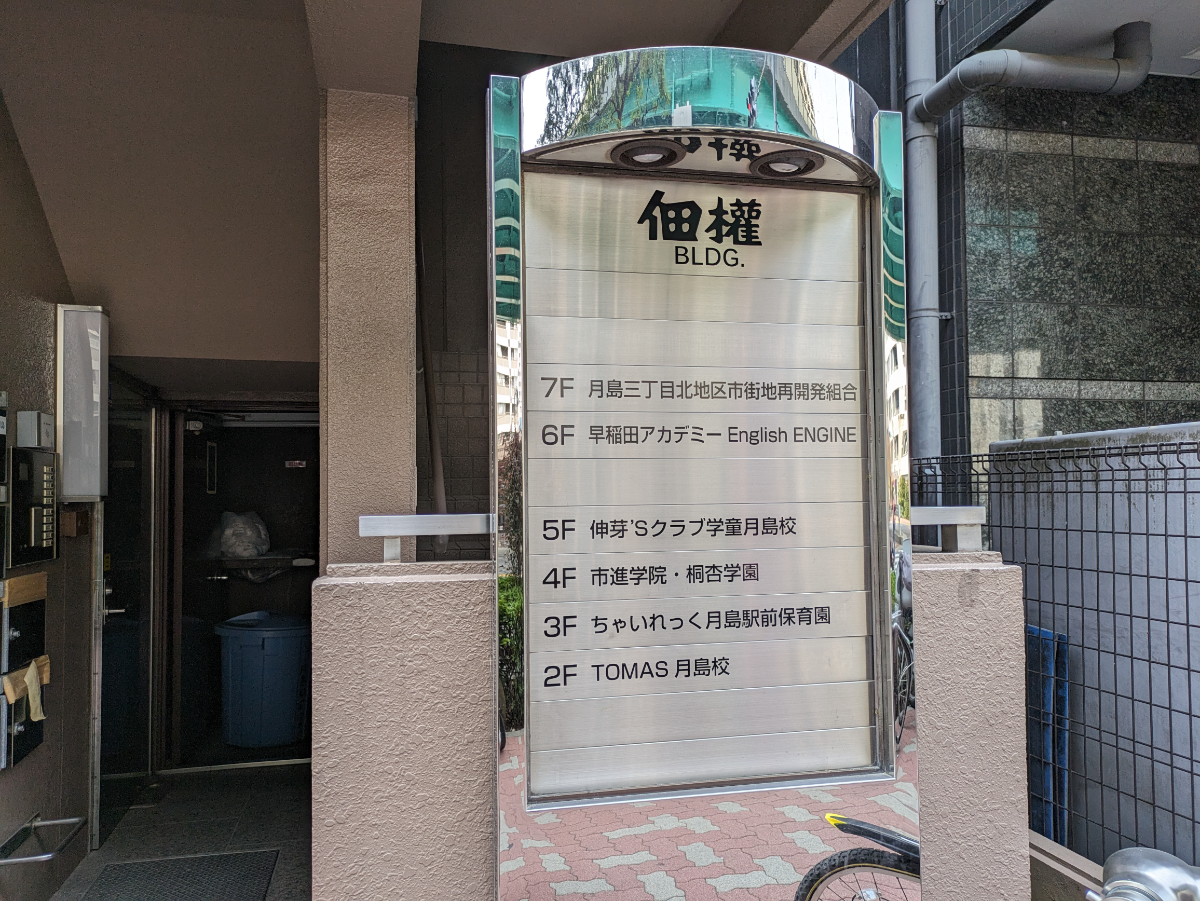 佃權
BLDG.
7F 月島三丁目北地区市街地再開発組合
6F 早稲田アカデミー English ENGINE
5F 伸芽'Sクラブ学童月島校
4F 市進学院・桐杏学園
3F ちゃいれっく月島駅前保育園
2F TOMAS 月島校